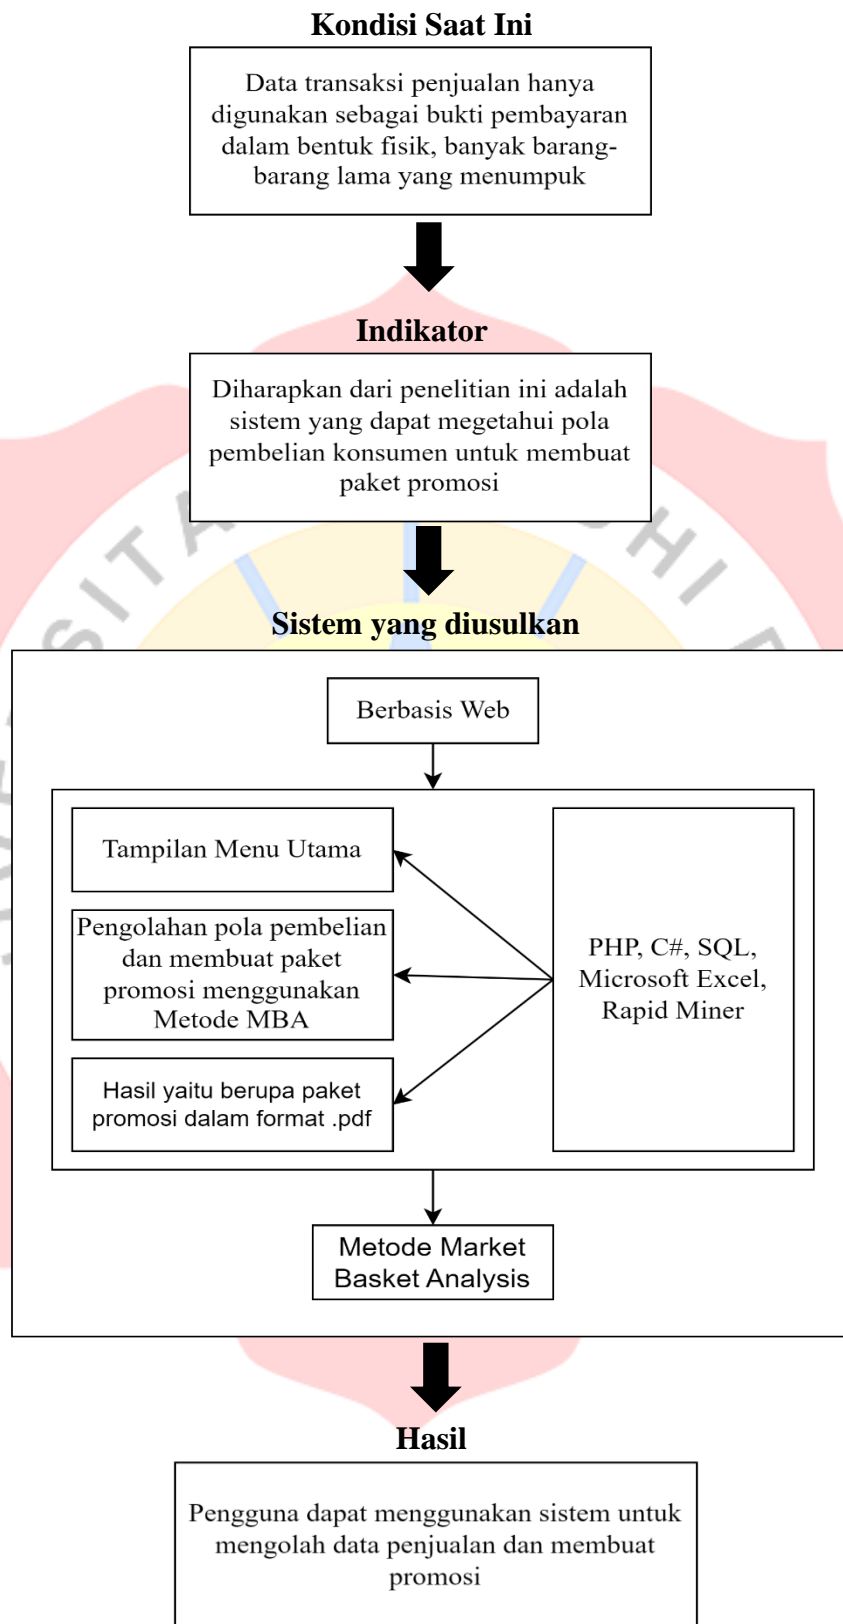 Kondisi Saat Ini
Data transaksi penjualan hanya
digunakan sebagai bukti pembayaran
dalam bentuk fisik, banyak barang-
barang lama yang menumpuk
Indikator
Diharapkan dari penelitian ini adalah
sistem yang dapat megetahui pola
pembelian konsumen untuk membuat
paket promosi
Sistem yang diusulkan
Berbasis Web
Tampilan Menu Utama
Pengolahan pola pembelian
dan membuat paket
promosi menggunakan
Metode MBA
Hasil yaitu berupa paket
promosi dalam format .pdf
PHP, C#, SQL,
Microsoft Excel,
Rapid Miner
Metode Market
Basket Analysis
Hasil
Pengguna dapat menggunakan sistem untuk
mengolah data penjualan dan membuat
promosi